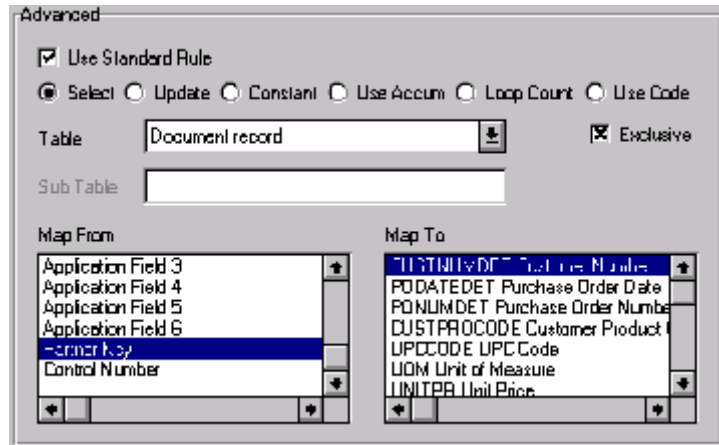 Advanced
Use Standard Rule
Select Update Constant Use Accum Loop Count Use Code
Table Document record Exclusive
Sub Table
Map From
Application Field 3
Application Field 4
Application Field 5
Application Field 6
Partner Key
Control Number
Map To
CUSTNUMDET Customer Number
PODATEDET Purchase Order Date
PONUMDET Purchase Order Numbe
CUSTPROCODE Customer Product
UPCCODE UPC Code
UOM Unit of Measure
UNITPR Unit Price